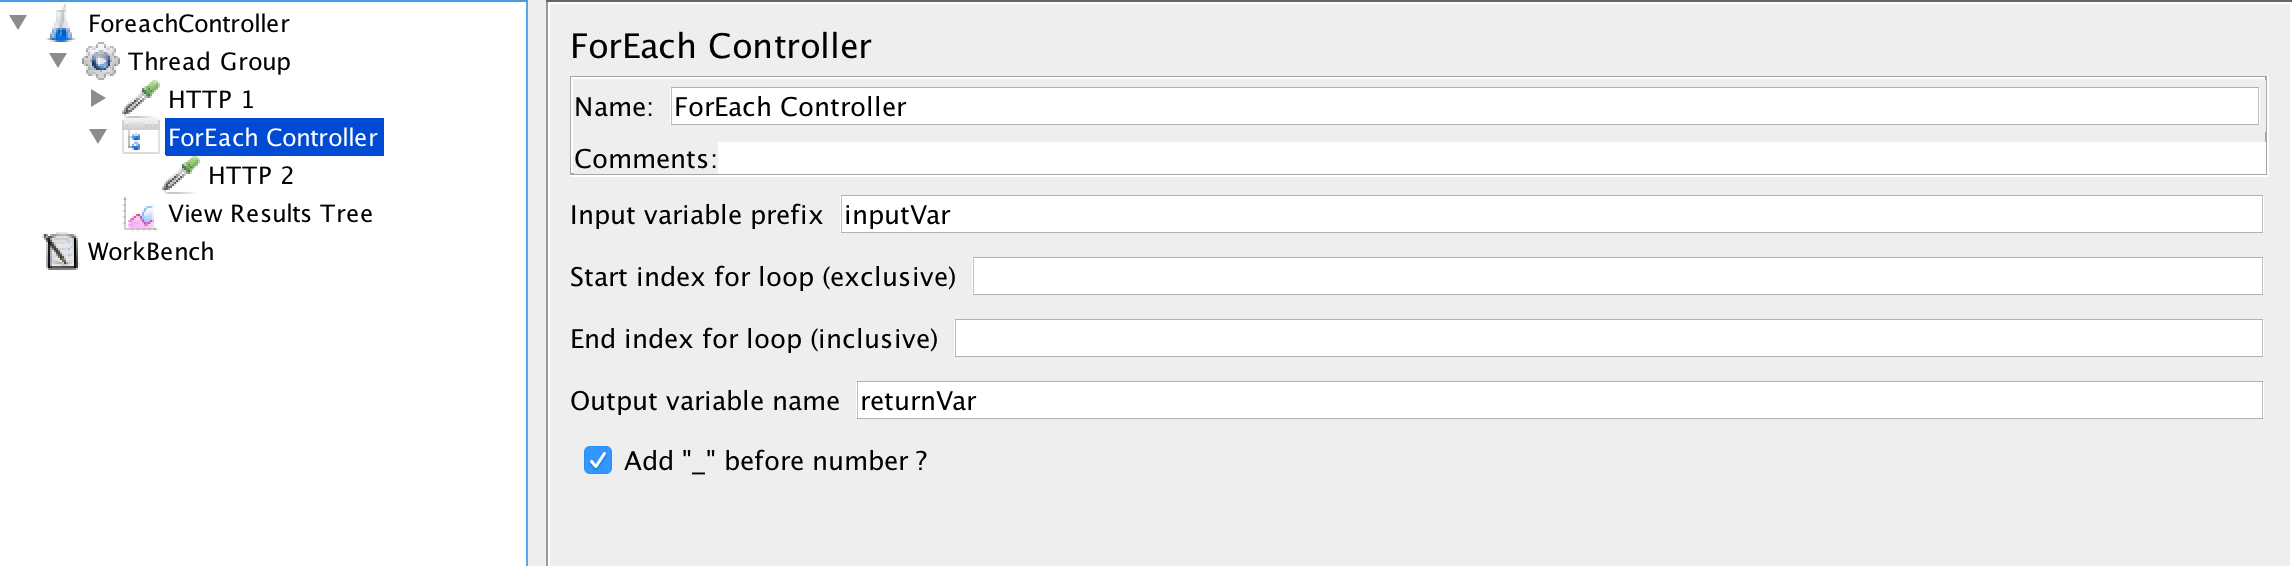 ForeachController
Thread Group
HTTP 1
ForEach Controller
HTTP 2
View Results Tree
WorkBench
ForEach Controller
Name: ForEach Controller
Comments:
Input variable prefix inputVar
Start index for loop (exclusive)
End index for loop (inclusive)
Output variable name returnVar
Add "_" before number ?